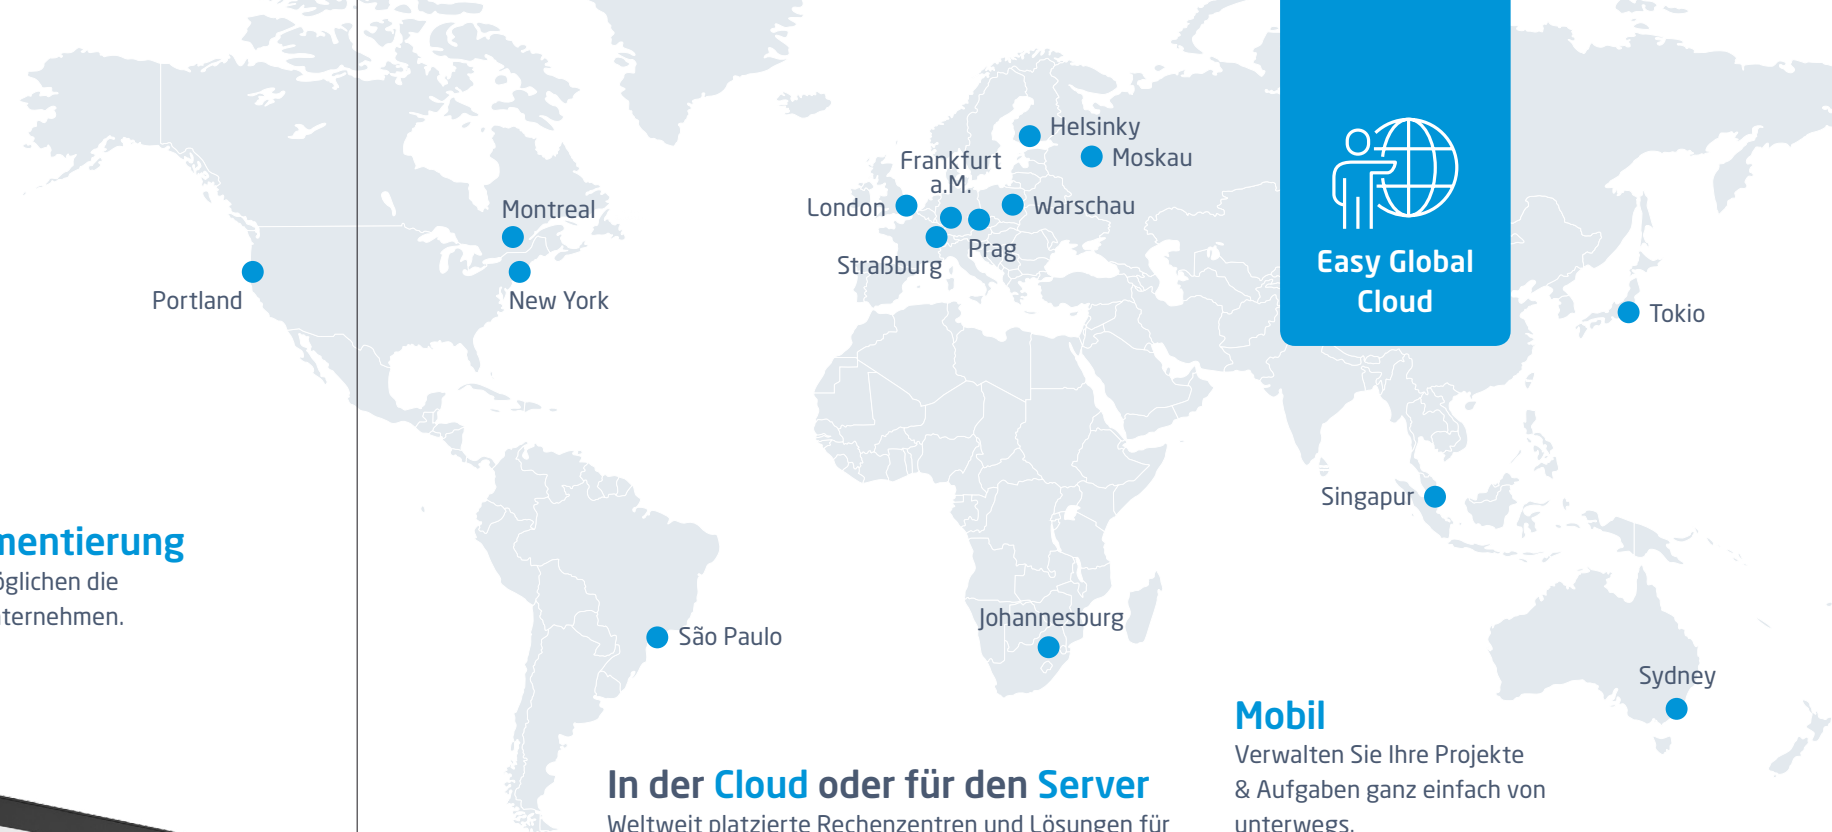 Helsinky
Moskau
Frankfurt
a.M.
London
Warschau
Montreal
Prag
Straßburg
Portland
New York
Easy Global
Cloud
Tokio
Singapur
São Paulo
Johannesburg
Sydney
mentierung
öglichen die
ternehmen.
In der Cloud oder für den Server
Weltweit platzierte Rechenzentren und Lösungen für
Mobil
Verwalten Sie Ihre Projekte
& Aufgaben ganz einfach von
unterwegs.